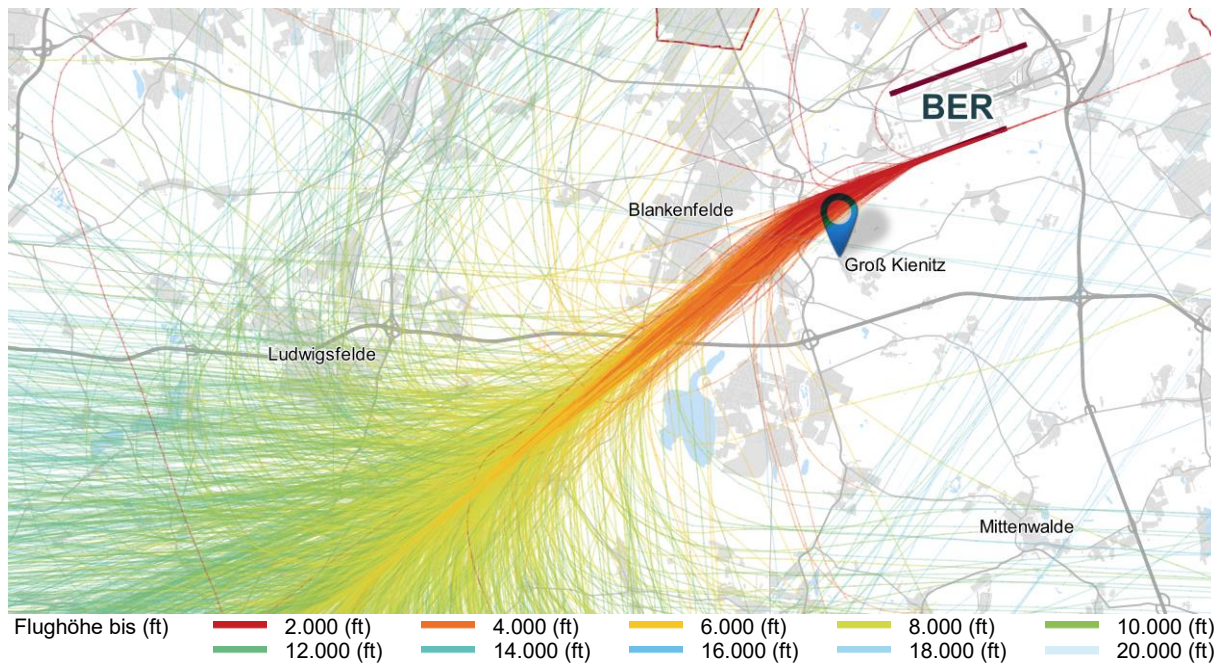 BER
Blankenfelde
Groß Kienitz
Ludwigsfelde
Mittenwalde
Flughöhe bis (ft) 2.000 (ft) 4.000 (ft) 6.000 (ft) 8.000 (ft) 10.000 (ft)
12.000 (ft) 14.000 (ft) 16.000 (ft) 18.000 (ft) 20.000 (ft)